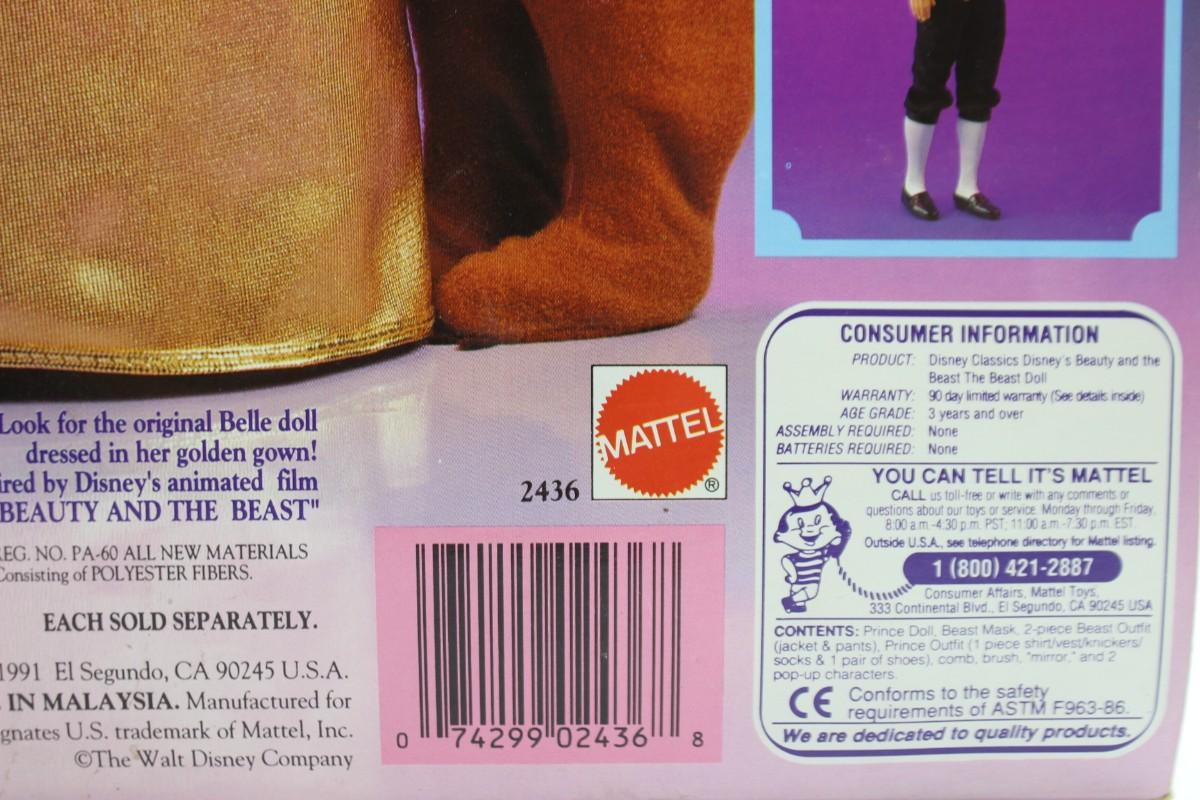 Look for the original Belle doll
dressed in her golden gown!
ired by Disney's animated film
BEAUTY AND THE BEAST"
REG. NO. PA-60 ALL NEW MATERIALS
Consisting of POLYESTER FIBERS.
EACH SOLD SEPARATELY.
1991 El Segundo, CA 90245 U.S.A.
IN MALAYSIA. Manufactured for
gnates U.S. trademark of Mattel, Inc.
©The Walt Disney Company
MATTEL
®
2436
0 74299 02436 8
CONSUMER INFORMATION
PRODUCT: Disney Classics Disney's Beauty and the
Beast The Beast Doll
WARRANTY: 90 day limited warranty (See details inside)
AGE GRADE: 3 years and over
ASSEMBLY REQUIRED: None
BATTERIES REQUIRED: None
YOU CAN TELL IT'S MATTEL
CALL us toll-free or write with any comments or
questions about our toys or service. Monday through Friday,
8:00 a.m.-4:30 p.m. PST, 11:00 a.m.-7:30 p.m. EST.
Outside U.S.A., see telephone directory for Mattel listing.
1 (800) 421-2887
Consumer Affairs, Mattel Toys,
333 Continental Blvd., El Segundo, CA 90245 USA
CONTENTS: Prince Doll, Beast Mask, 2-piece Beast Outfit
(jacket & pants), Prince Outfit (1 piece shirt/vest/knickers/
socks & 1 pair of shoes), comb, brush, "mirror," and 2
pop-up characters.
CE Conforms to the safety
requirements of ASTM F963-86.
We are dedicated to quality products.